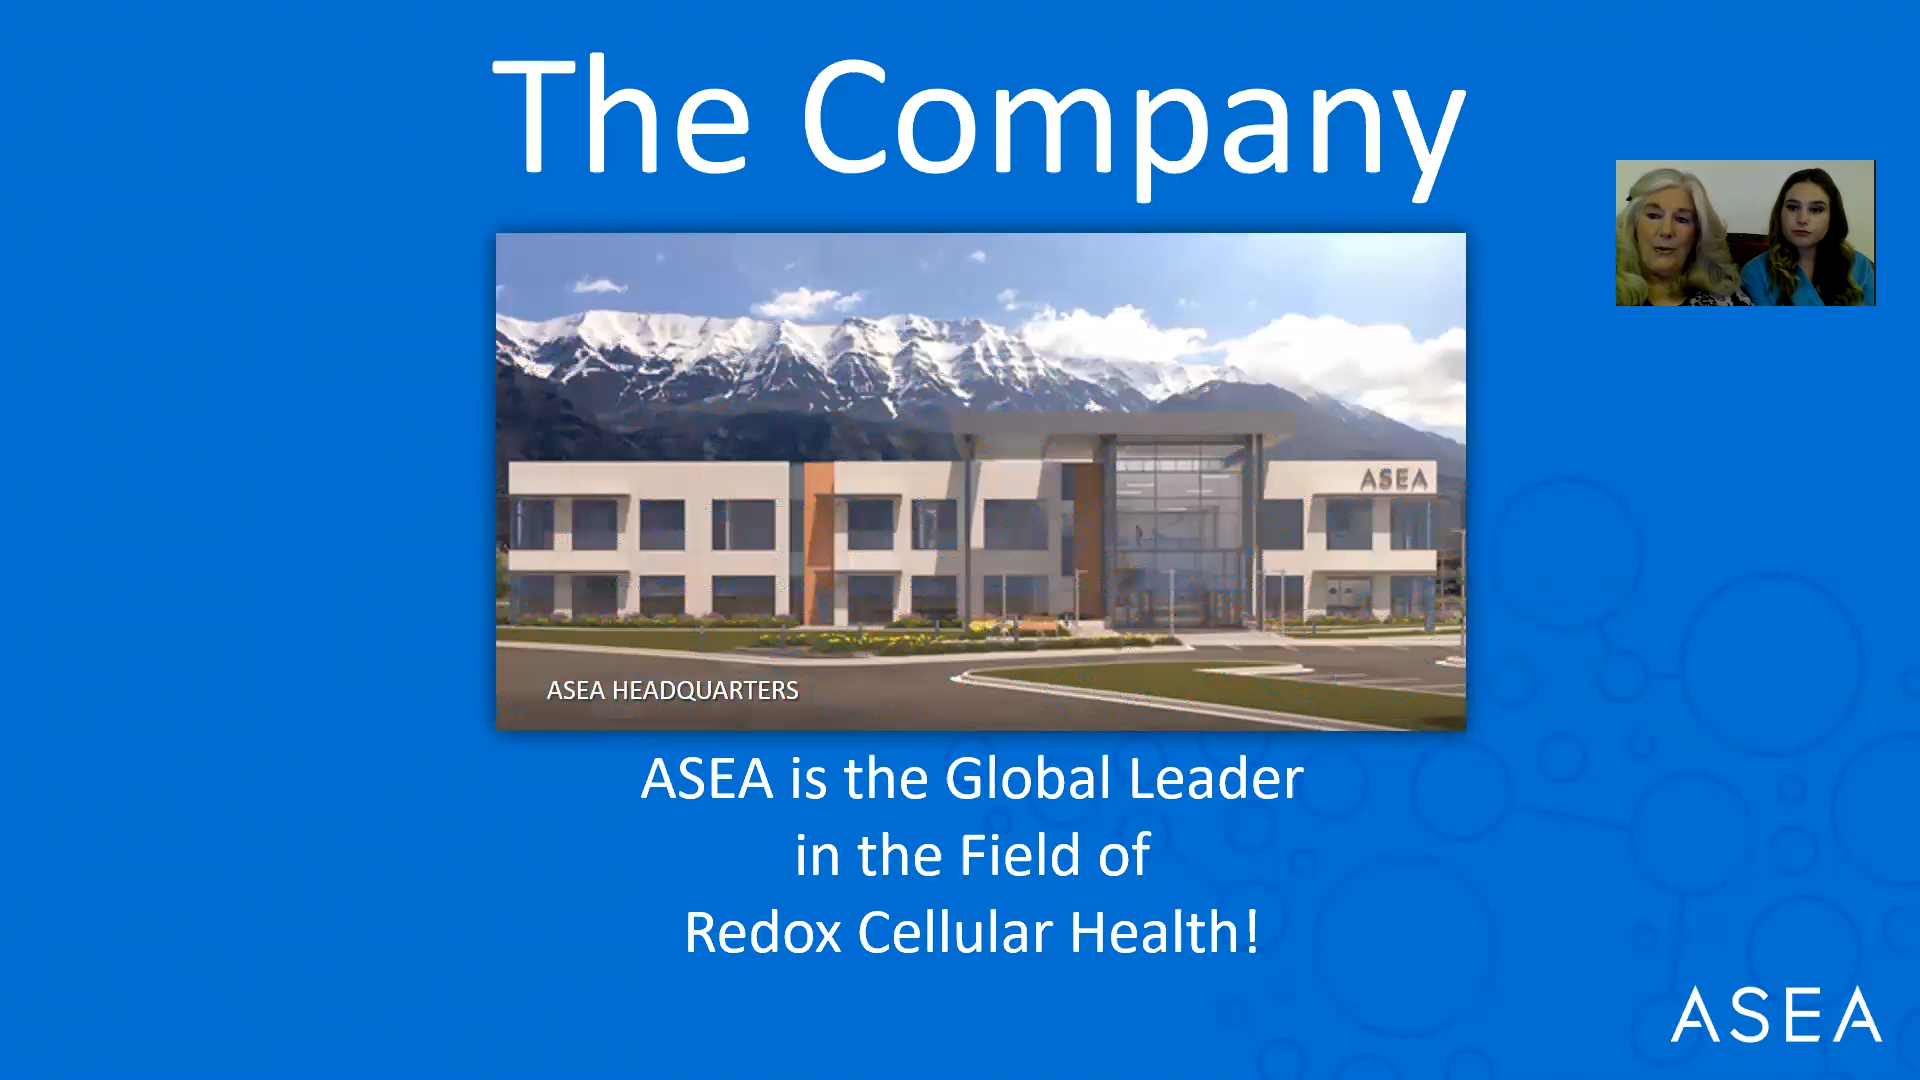 The Company
ASEA
ASEA HEADQUARTERS
ASEA is the Global Leader
in the Field of
Redox Cellular Health!
ASEA